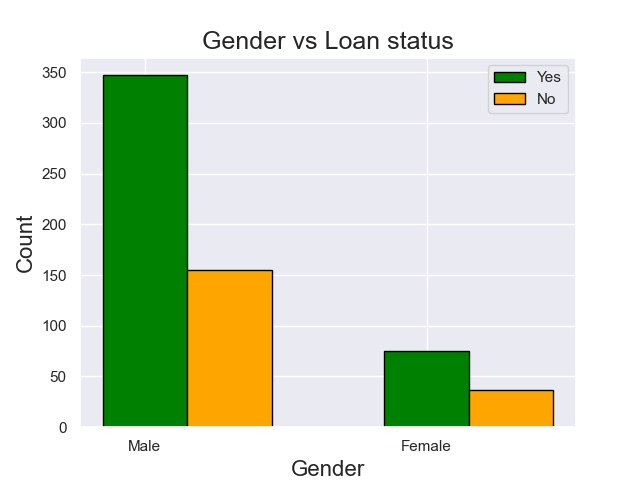 Gender vs Loan status
Yes
No
350
300
250
200
150
100
50
0
Count
Male
Female
Gender